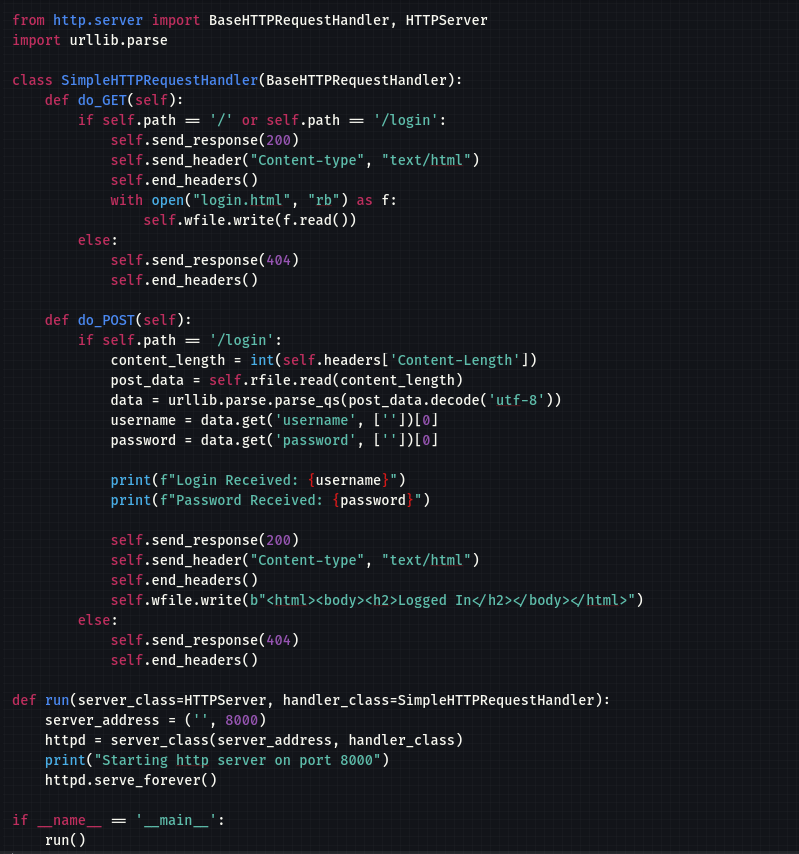 from http.server import BaseHTTPRequestHandler, HTTPServer
import urllib.parse

class SimpleHTTPRequestHandler(BaseHTTPRequestHandler):
    def do_GET(self):
        if self.path == '/' or self.path == '/login':
            self.send_response(200)
            self.send_header("Content-type", "text/html")
            self.end_headers()
            with open("login.html", "rb") as f:
                self.wfile.write(f.read())
        else:
            self.send_response(404)
            self.end_headers()

    def do_POST(self):
        if self.path == '/login':
            content_length = int(self.headers['Content-Length'])
            post_data = self.rfile.read(content_length)
            data = urllib.parse.parse_qs(post_data.decode('utf-8'))
            username = data.get('username', [''])[0]
            password = data.get('password', [''])[0]

            print(f"Login Received: {username}")
            print(f"Password Received: {password}")

            self.send_response(200)
            self.send_header("Content-type", "text/html")
            self.end_headers()
            self.wfile.write(b"<html><body><h2>Logged In</h2></body></html>")
        else:
            self.send_response(404)
            self.end_headers()

def run(server_class=HTTPServer, handler_class=SimpleHTTPRequestHandler):
    server_address = ('', 8000)
    httpd = server_class(server_address, handler_class)
    print("Starting http server on port 8000")
    httpd.serve_forever()

if __name__ == '__main__':
    run()